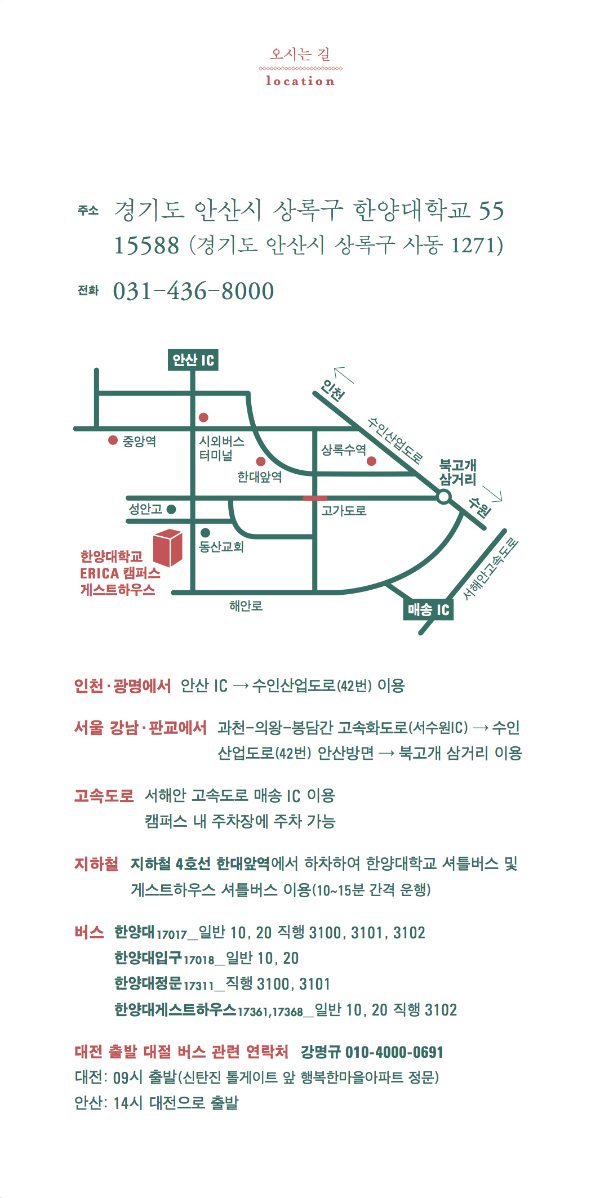 오시는 길
location
주소 경기도 안산시 상록구 한양대학교 55
15588 (경기도 안산시 상록구 사동 1271)
전화 031-436-8000
안산 IC
인천
수인산업도로
중앙역
시외버스
터미널
상록수역
한대앞역
북고개
삼거리
수원
성안고
고가도로
동산교회
서해안고속도로
한양대학교
ERICA 캠퍼스
게스트하우스
해안로
매송 IC
인천·광명에서 안산 IC → 수인산업도로(42번) 이용
서울 강남·판교에서 과천-의왕-봉담간 고속화도로(서수원IC) → 수인
산업도로(42번) 안산방면 → 북고개 삼거리 이용
고속도로 서해안 고속도로 매송 IC 이용
캠퍼스 내 주차장에 주차 가능
지하철 지하철 4호선 한대앞역에서 하차하여 한양대학교 셔틀버스 및
게스트하우스 셔틀버스 이용(10~15분 간격 운행)
버스 한양대17017_일반 10, 20 직행 3100, 3101, 3102
한양대입구17018_일반 10, 20
한양대정문17311_직행 3100, 3101
한양대게스트하우스17361,17368_일반 10, 20 직행 3102
대전 출발 대절 버스 관련 연락처 강명규 010-4000-0691
대전: 09시 출발(신탄진 톨게이트 앞 행복한마을아파트 정문)
안산: 14시 대전으로 출발